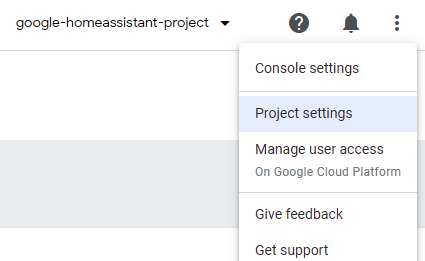 google-homeassistant-project
Console settings
Project settings
Manage user access
On Google Cloud Platform
Give feedback
Get support